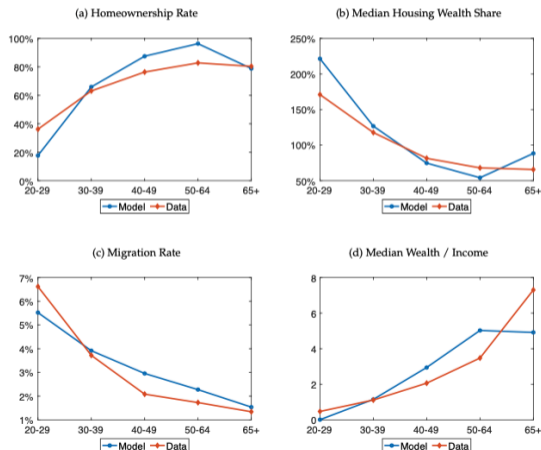 (a) Homeownership Rate
100%
80%
60%
40%
20%
0%
20-29 30-39 40-49 50-64 65+
Model Data
(b) Median Housing Wealth Share
250%
200%
150%
100%
50%
20-29 30-39 40-49 50-64 65+
Model Data
(c) Migration Rate
7%
6%
5%
4%
3%
2%
1%
20-29 30-39 40-49 50-64 65+
Model Data
(d) Median Wealth / Income
8
6
4
2
0
20-29 30-39 40-49 50-64 65+
Model Data